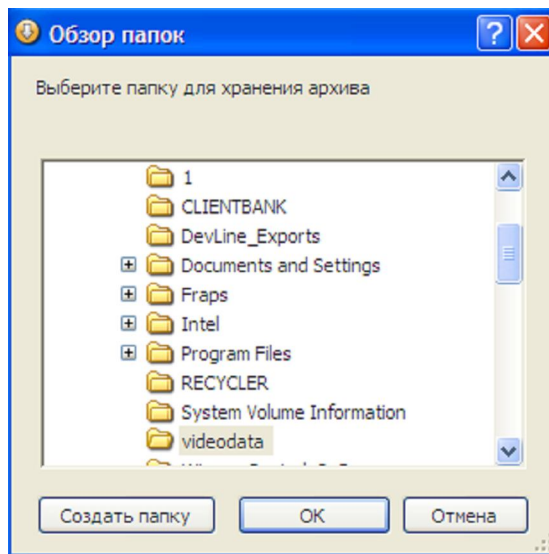 Обзор папок
Выберите папку для хранения архива
1
CLIENTBANK
DevLine_Exports
Documents and Settings
Fraps
Intel
Program Files
RECYCLER
System Volume Information
videodata
Создать папку OK Отмена